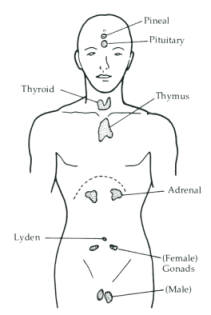 Pineal
Pituitary
Thyroid
Thymus
Adrenal
Lyden
(Female)
Gonads
(Male)